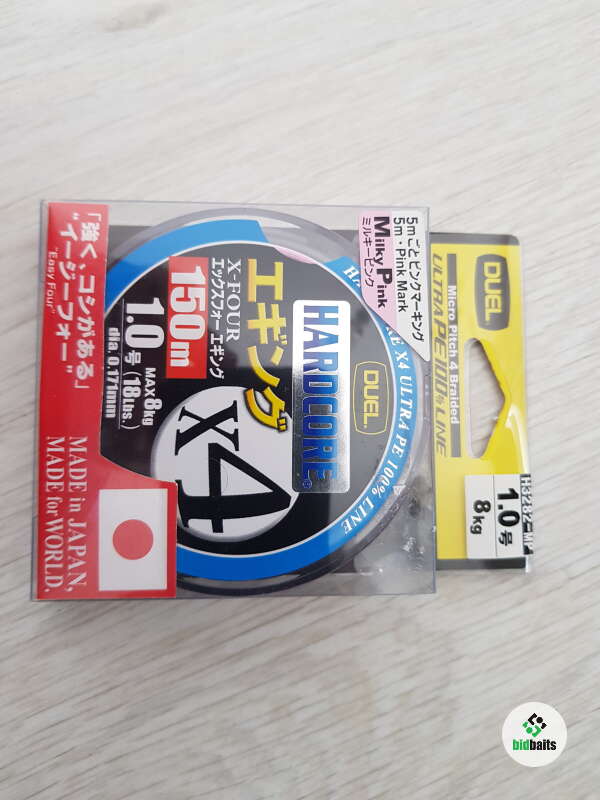 DUEL
Micro Pitch 4 Braided
ULTRA PE 100% LINE
H3282-MP
1.0号
8kg
5mごとピンクマーキング
5m・Pink Mark
Milky Pink
ミルキーピンク
E X4 ULTRA PE 100% LINE
DUEL
HARDCORE®
エギング
X4
X-FOUR
エックスフォー エギング
150m
MAX8kg
1.0号(18Lbs.)
dia. 0.171mm
「強く、コシがある」
"イージーフォー"
"Easy Four"
MADE in JAPAN,
MADE for WORLD.
bidbaits